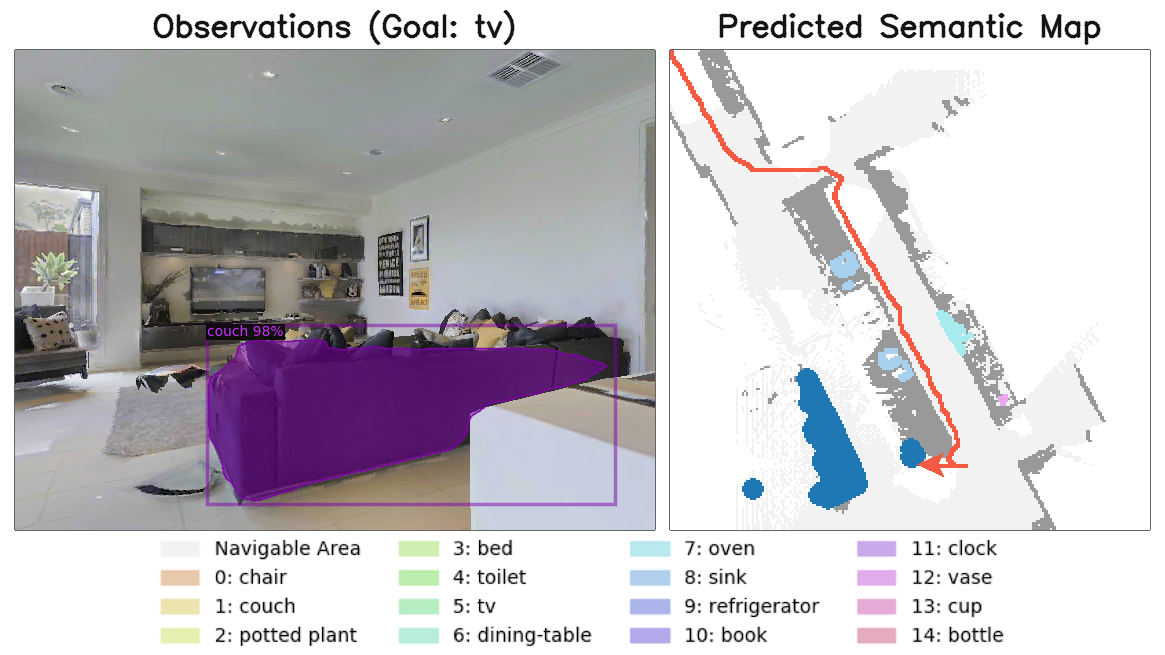 Observations (Goal: tv)
Predicted Semantic Map
couch 98%
Navigable Area
0: chair
1: couch
2: potted plant
3: bed
4: toilet
5: tv
6: dining-table
7: oven
8: sink
9: refrigerator
10: book
11: clock
12: vase
13: cup
14: bottle